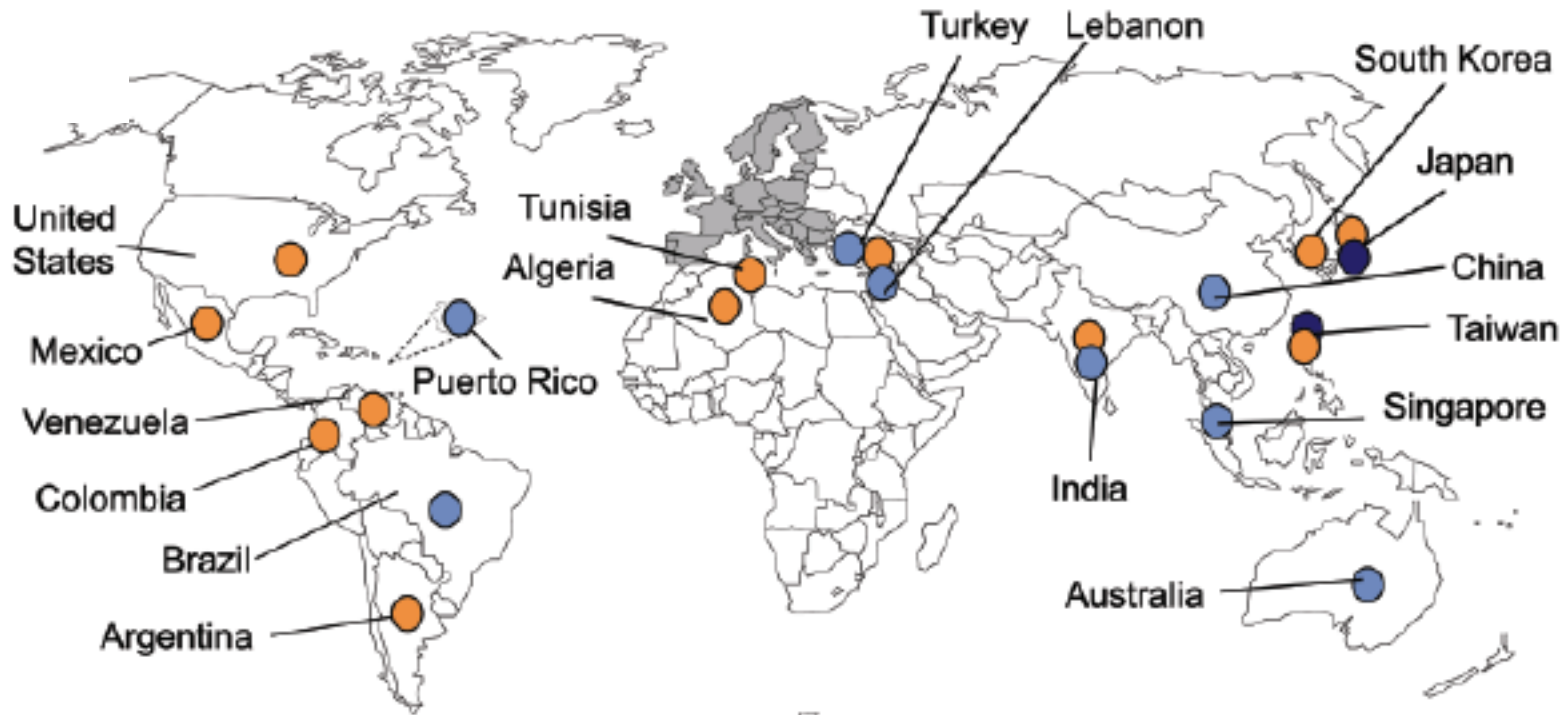 Turkey
Lebanon
South Korea
Japan
United
States
Tunisia
Algeria
China
Mexico
Puerto Rico
Taiwan
Venezuela
Singapore
Colombia
India
Brazil
Australia
Argentina